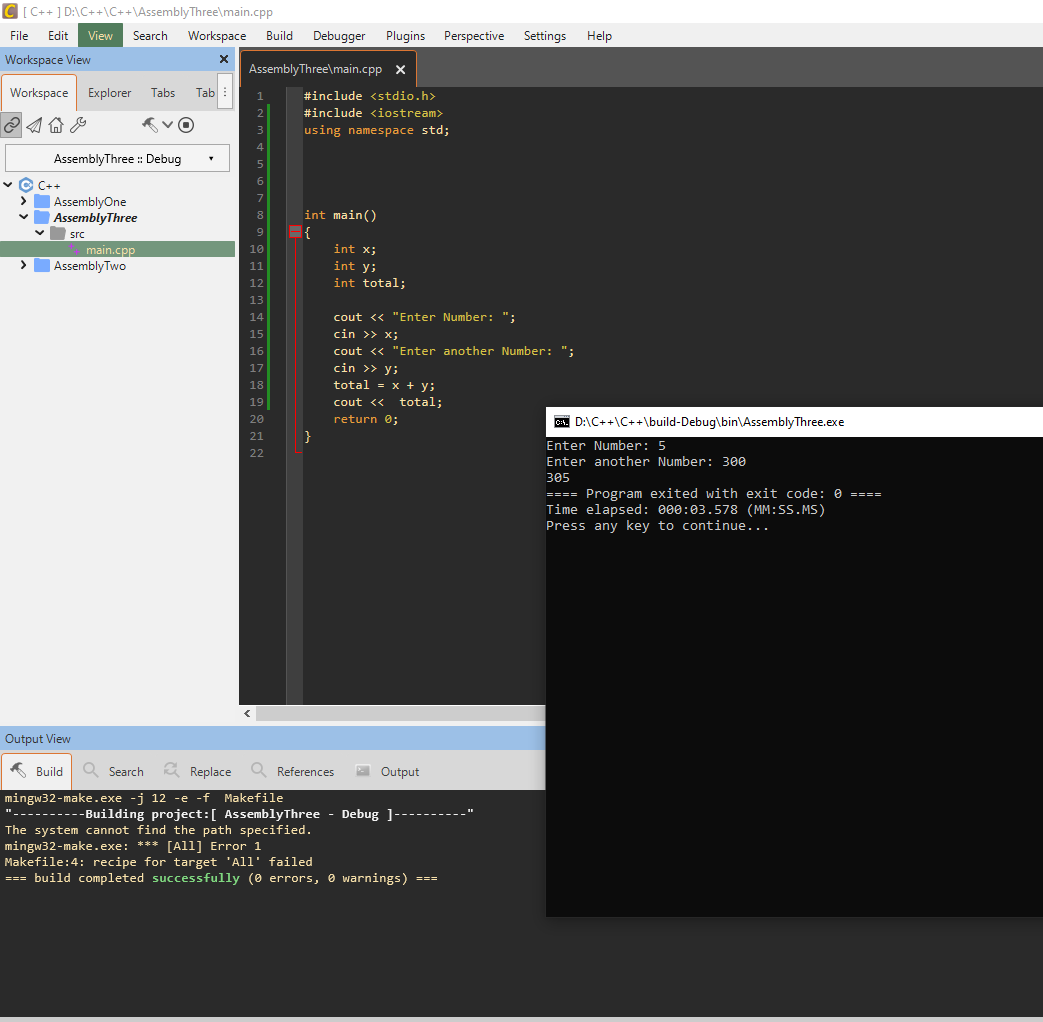 [ C++ ] D:\C++\C++\AssemblyThree\main.cpp
File Edit View Search Workspace Build Debugger Plugins Perspective Settings Help
Workspace View
Workspace Explorer Tabs Tab
AssemblyThree :: Debug
C++
AssemblyOne
AssemblyThree
src
main.cpp
AssemblyTwo
AssemblyThree\main.cpp
1 #include <stdio.h>
2 #include <iostream>
3 using namespace std;
4
5
6
7
8 int main()
9 {
10 int x;
11 int y;
12 int total;
13
14 cout << "Enter Number: ";
15 cin >> x;
16 cout << "Enter another Number: ";
17 cin >> y;
18 total = x + y;
19 cout <<  total;
20 return 0;
21 }
22
D:\C++\C++\build-Debug\bin\AssemblyThree.exe
Enter Number: 5
Enter another Number: 300
305
==== Program exited with exit code: 0 ====
Time elapsed: 000:03.578 (MM:SS.MS)
Press any key to continue...
Output View
Build Search Replace References Output
mingw32-make.exe -j 12 -e -f  Makefile
"----------Building project:[ AssemblyThree - Debug ]----------"
The system cannot find the path specified.
mingw32-make.exe: *** [All] Error 1
Makefile:4: recipe for target 'All' failed
=== build completed successfully (0 errors, 0 warnings) ===